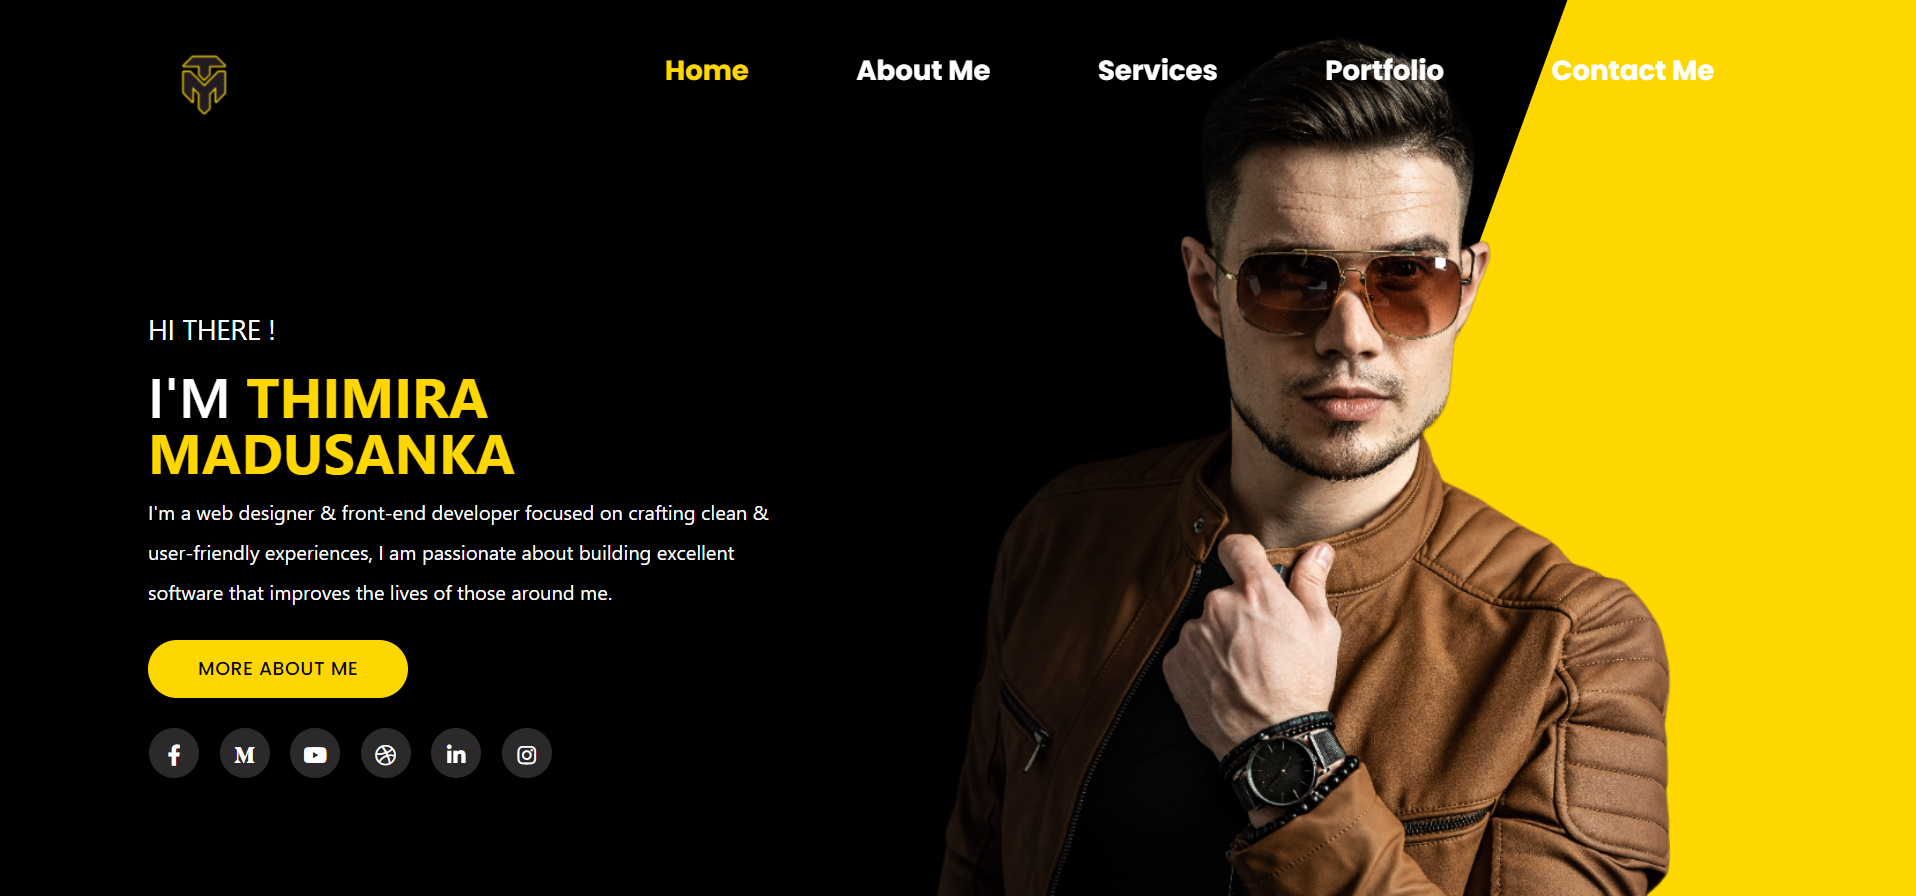 Home About Me Services Portfolio Contact Me
HI THERE !
I'M THIMIRA
MADUSANKA
I'm a web designer & front-end developer focused on crafting clean &
user-friendly experiences, I am passionate about building excellent
software that improves the lives of those around me.
MORE ABOUT ME